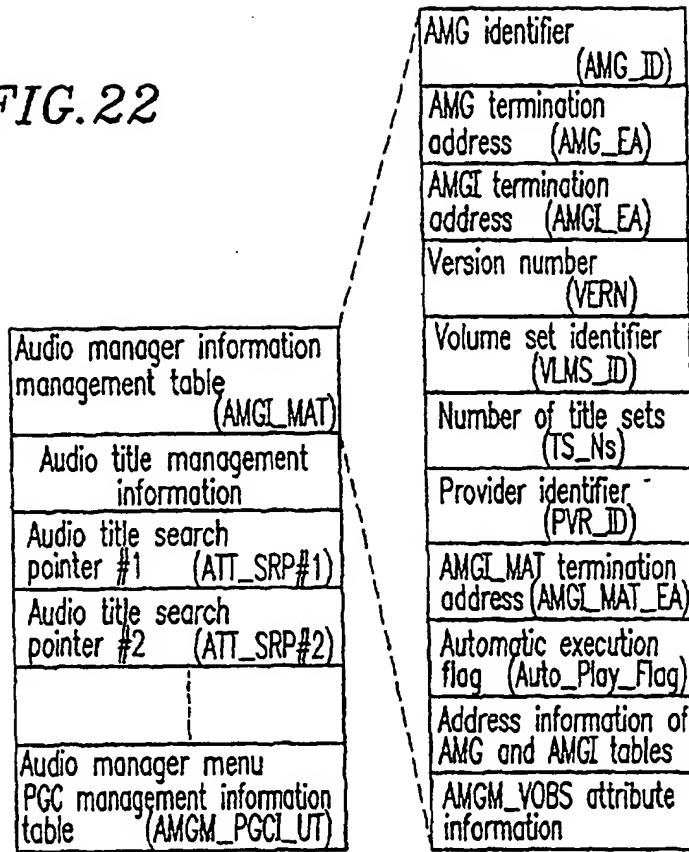 FIG.22
Audio manager information
management table
(AMGI_MAT)
Audio title management
information
Audio title search
pointer #1 (ATT_SRP#1)
Audio title search
pointer #2 (ATT_SRP#2)
Audio manager menu
PGC management information
table (AMGM_PGCI_UT)
AMG identifier
(AMG_ID)
AMG termination
address (AMG_EA)
AMGI termination
address (AMGI_EA)
Version number
(VERN)
Volume set identifier
(VLMS_ID)
Number of title sets
(TS_Ns)
Provider identifier
(PVR_ID)
AMGI_MAT termination
address (AMGI_MAT_EA)
Automatic execution
flag (Auto_Play_Flag)
Address information of
AMG and AMGI tables
AMGM_VOBS attribute
information